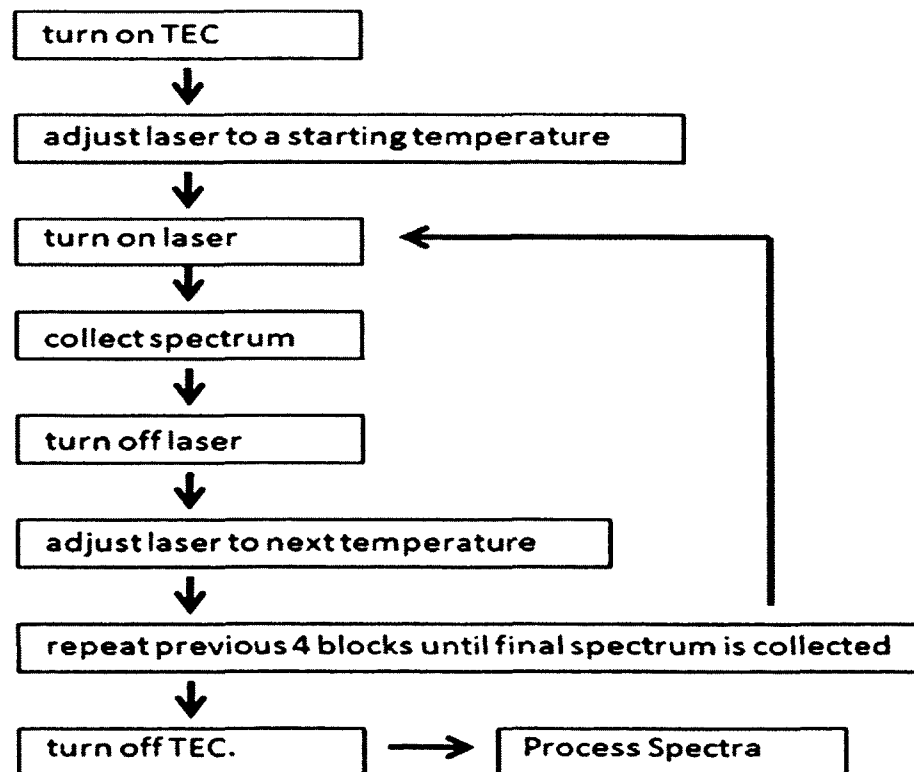 turn on TEC
adjust laser to a starting temperature
turn on laser
collect spectrum
turn off laser
adjust laser to next temperature
repeat previous 4 blocks until final spectrum is collected
turn off TEC.
Process Spectra